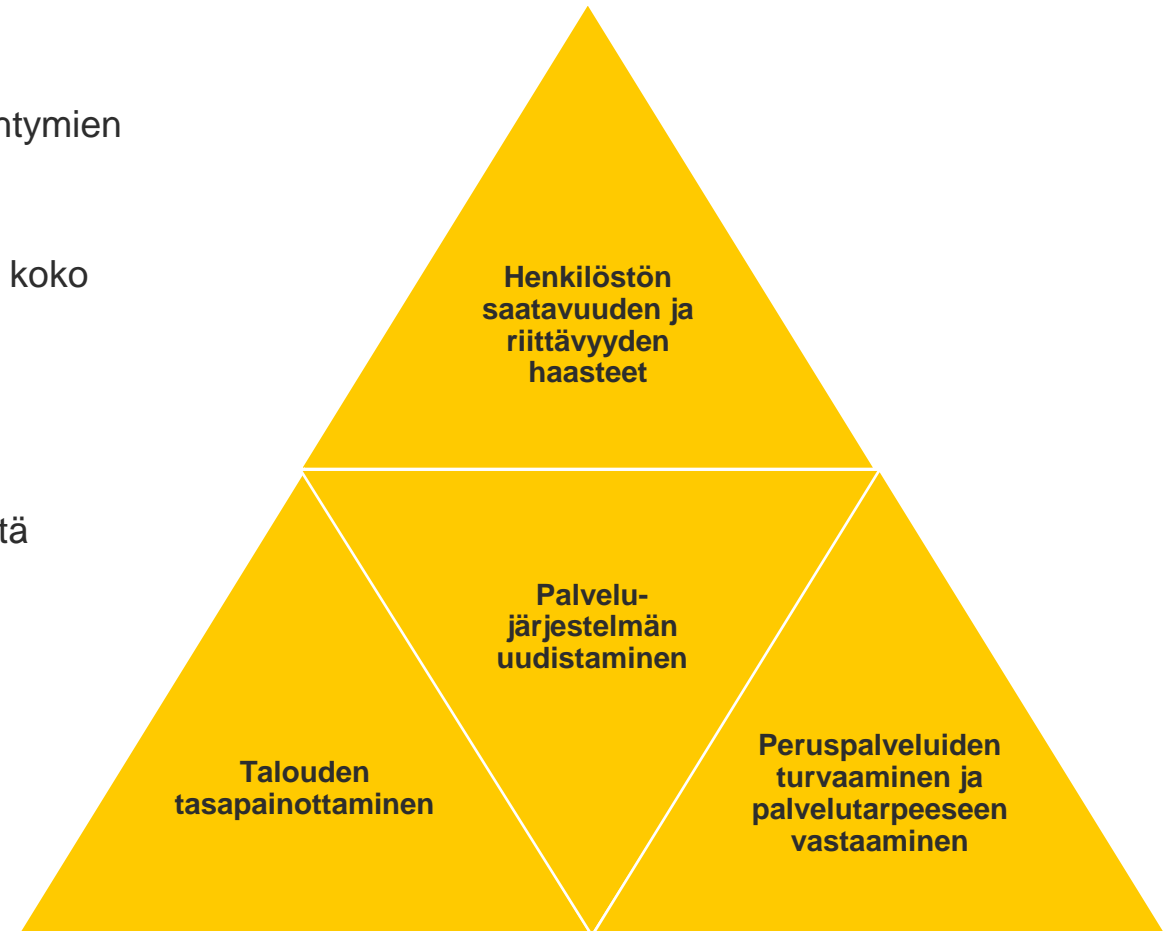 ntymien
koko
tä
Henkilöstön
saatavuuden ja
riittävyyden
haasteet
Palvelu-
järjestelmän
uudistaminen
Talouden
tasapainottaminen
Peruspalveluiden
turvaaminen ja
palvelutarpeeseen
vastaaminen